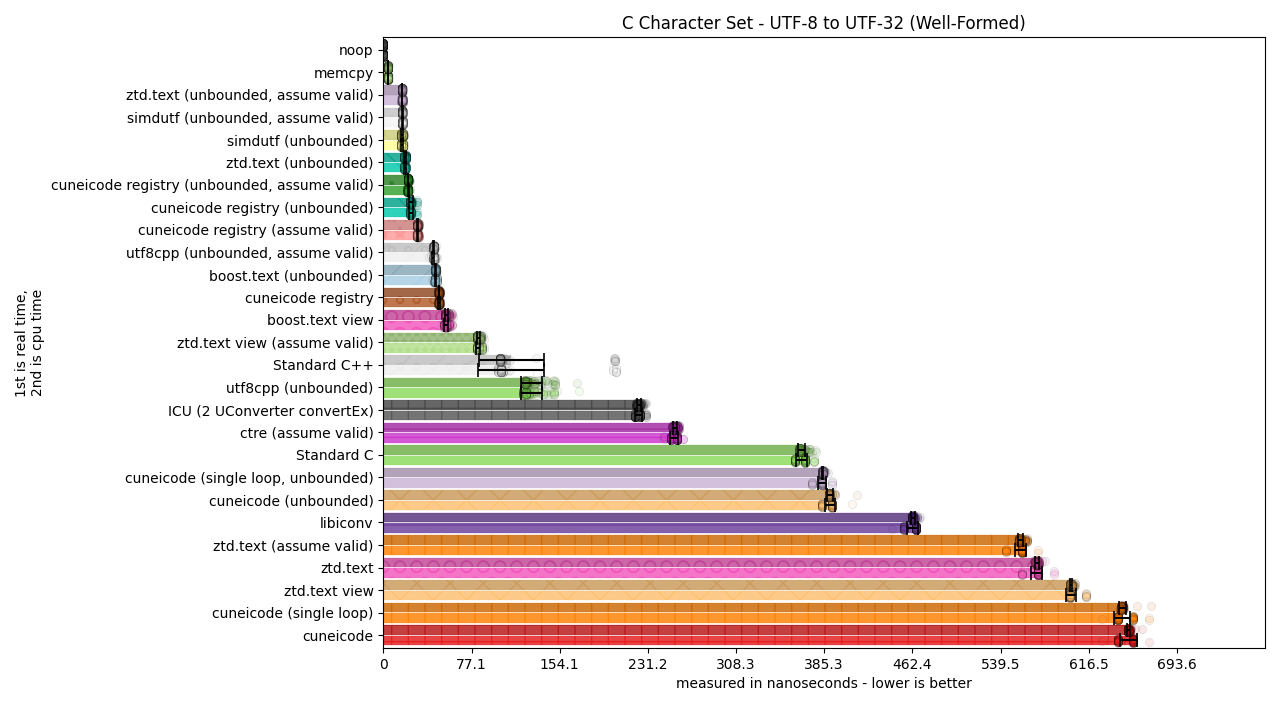 C Character Set - UTF-8 to UTF-32 (Well-Formed)
noop
memcpy
ztd.text (unbounded, assume valid)
simdutf (unbounded, assume valid)
simdutf (unbounded)
ztd.text (unbounded)
cuneicode registry (unbounded, assume valid)
cuneicode registry (unbounded)
cuneicode registry (assume valid)
utf8cpp (unbounded, assume valid)
boost.text (unbounded)
cuneicode registry
boost.text view
ztd.text view (assume valid)
Standard C++
utf8cpp (unbounded)
ICU (2 UConverter convertEx)
ctre (assume valid)
Standard C
cuneicode (single loop, unbounded)
cuneicode (unbounded)
libiconv
ztd.text (assume valid)
ztd.text
ztd.text view
cuneicode (single loop)
cuneicode
1st is real time,
2nd is cpu time
0 77.1 154.1 231.2 308.3 385.3 462.4 539.5 616.5 693.6
measured in nanoseconds - lower is better